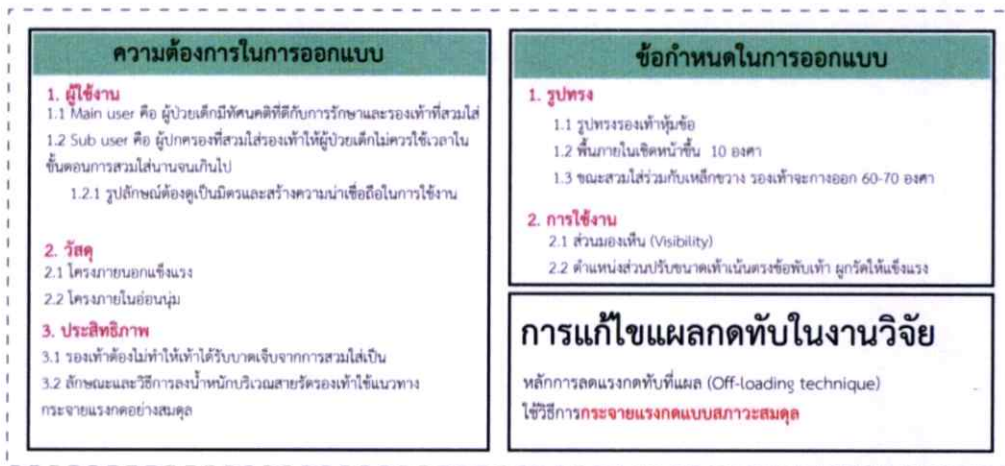 ความต้องการในการออกแบบ
1. ผู้ใช้งาน
1.1 Main user คือ ผู้ป่วยเด็กมีทัศนคติที่ดีกับการรักษาและรองเท้าที่สวมใส่
1.2 Sub user คือ ผู้ปกครองที่สวมใส่รองเท้าให้ผู้ป่วยเด็กไม่ควรใช้เวลาใน
ขั้นตอนการสวมใส่นานจนเกินไป
1.2.1 รูปลักษณ์ต้องดูเป็นมิตรและสร้างความน่าเชื่อถือในการใช้งาน
2. วัสดุ
2.1 โครงภายนอกแข็งแรง
2.2 โครงภายในอ่อนนุ่ม
3. ประสิทธิภาพ
3.1 รองเท้าต้องไม่ทำให้เท้าได้รับบาดเจ็บจากการสวมใส่เป็น
3.2 ลักษณะและวิธีการลงน้ำหนักบริเวณสายรัดรองเท้าใช้แนวทาง
กระจายแรงกดอย่างสมดุล
ข้อกำหนดในการออกแบบ
1. รูปทรง
1.1 รูปทรงรองเท้าหุ้มข้อ
1.2 พื้นภายในเชิดหน้าขึ้น 10 องศา
1.3 ขณะสวมใส่ร่วมกับเหล็กขวาง รองเท้าจะกางออก 60-70 องศา
2. การใช้งาน
2.1 ส่วนมองเห็น (Visibility)
2.2 ตำแหน่งส่วนปรับขนาดเท้าเน้นตรงข้อพับเท้า ผูกรัดให้แข็งแรง
การแก้ไขแผลกดทับในงานวิจัย
หลักการลดแรงกดทับที่แผล (Off-loading technique)
ใช้วิธีการกระจายแรงกดแบบสภาวะสมดุล